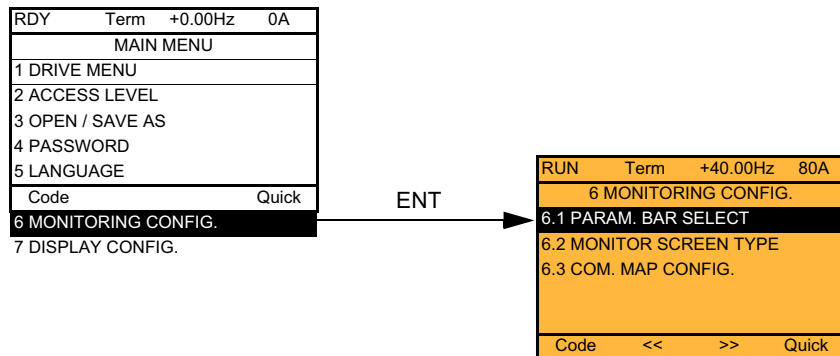 RDY Term +0.00Hz 0A
MAIN MENU
1 DRIVE MENU
2 ACCESS LEVEL
3 OPEN / SAVE AS
4 PASSWORD
5 LANGUAGE
Code Quick
6 MONITORING CONFIG.
7 DISPLAY CONFIG.
ENT
RUN Term +40.00Hz 80A
6 MONITORING CONFIG.
6.1 PARAM. BAR SELECT
6.2 MONITOR SCREEN TYPE
6.3 COM. MAP CONFIG.
Code << >> Quick